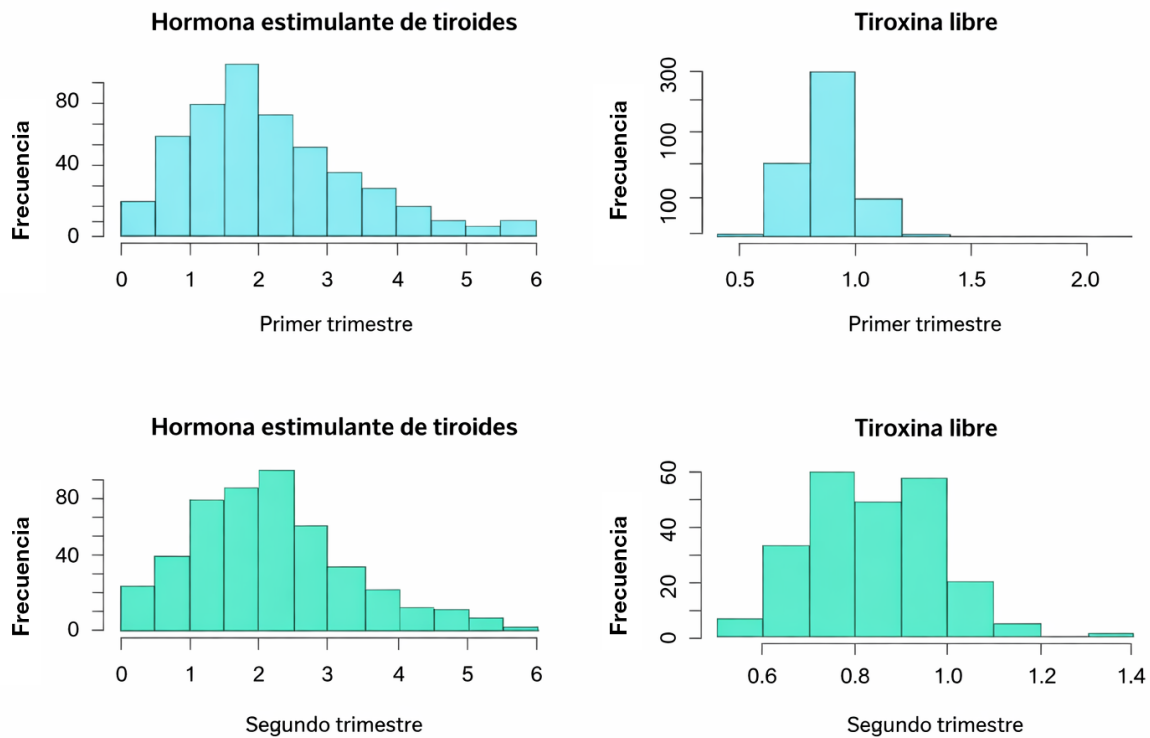 Hormona estimulante de tiroides
Frecuencia
80
40
0
0 1 2 3 4 5 6
Primer trimestre
Tiroxina libre
Frecuencia
300
100
100
0.5 1.0 1.5 2.0
Primer trimestre
Hormona estimulante de tiroides
Frecuencia
80
40
0
0 1 2 3 4 5 6
Segundo trimestre
Tiroxina libre
Frecuencia
60
40
20
0
0.6 0.8 1.0 1.2 1.4
Segundo trimestre